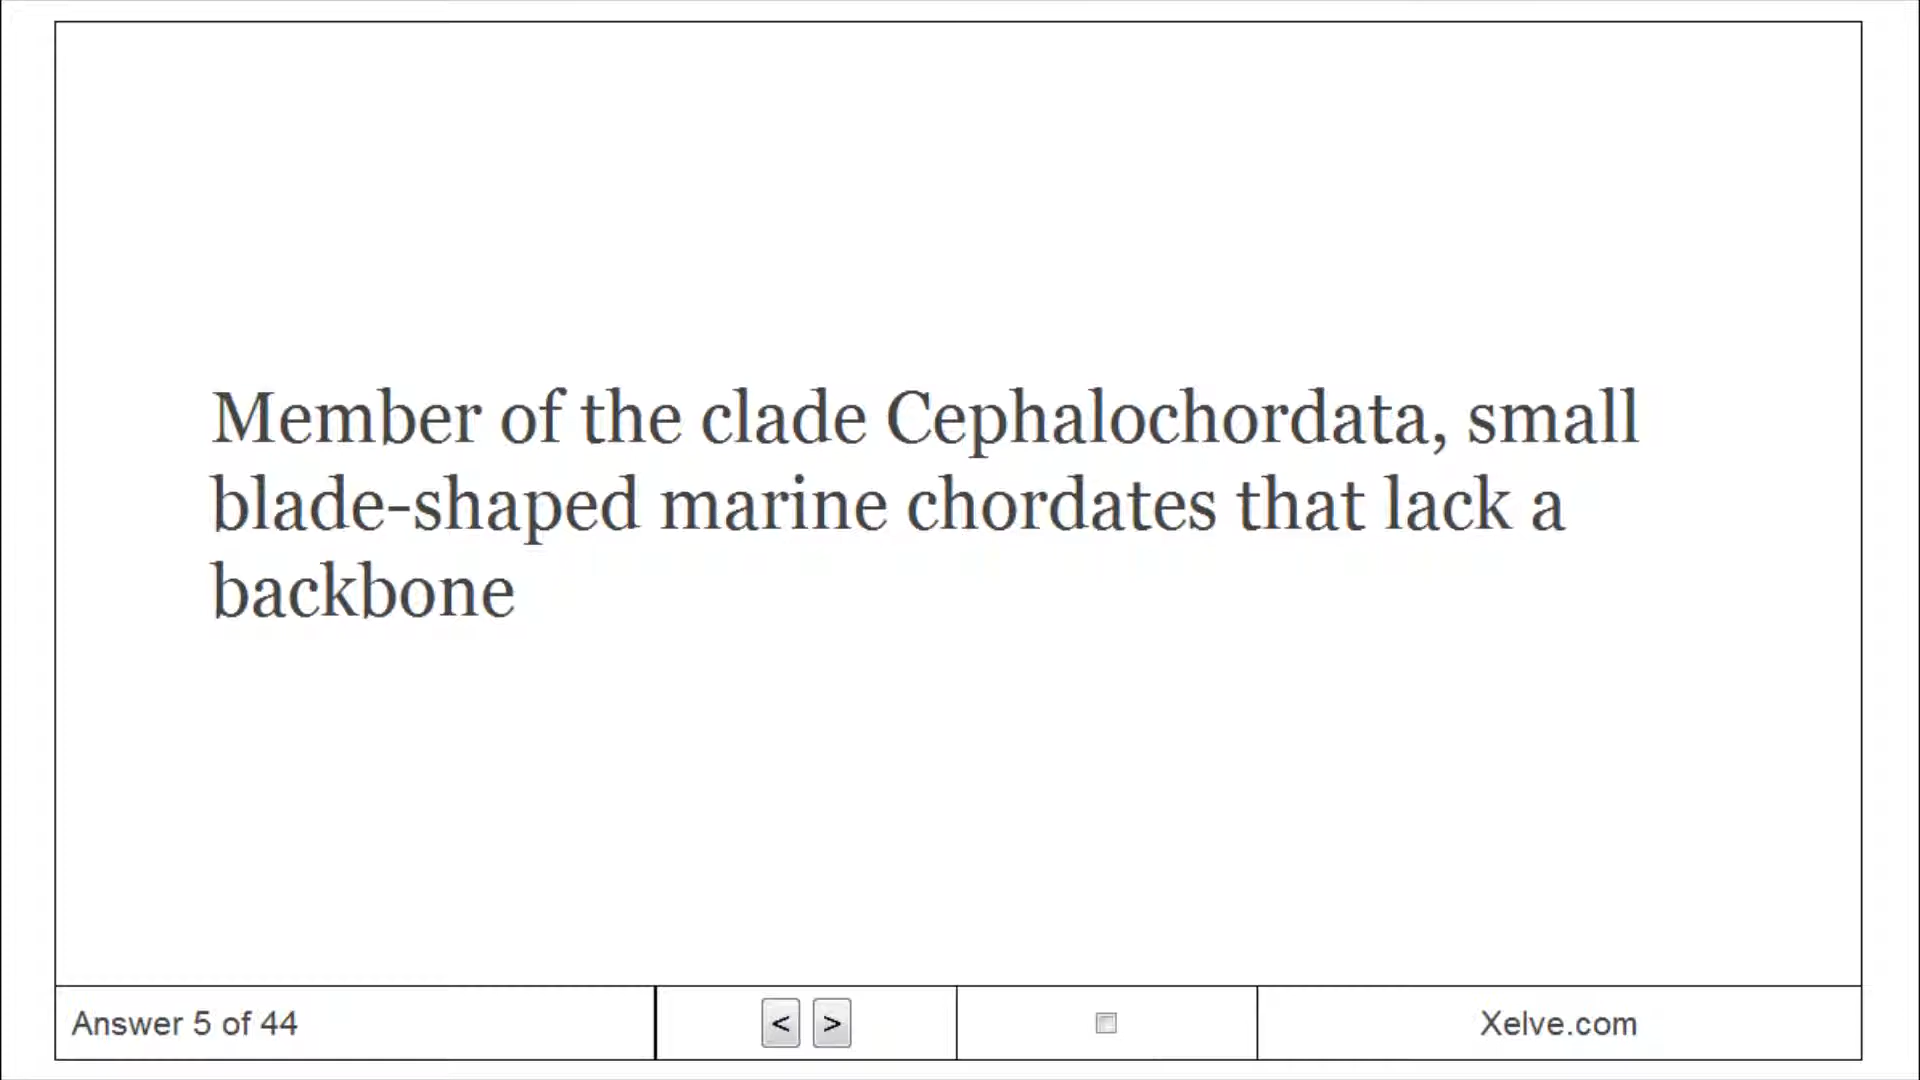 Member of the clade Cephalochordata, small
blade-shaped marine chordates that lack a
backbone
Answer 5 of 44
< >
Xelve.com